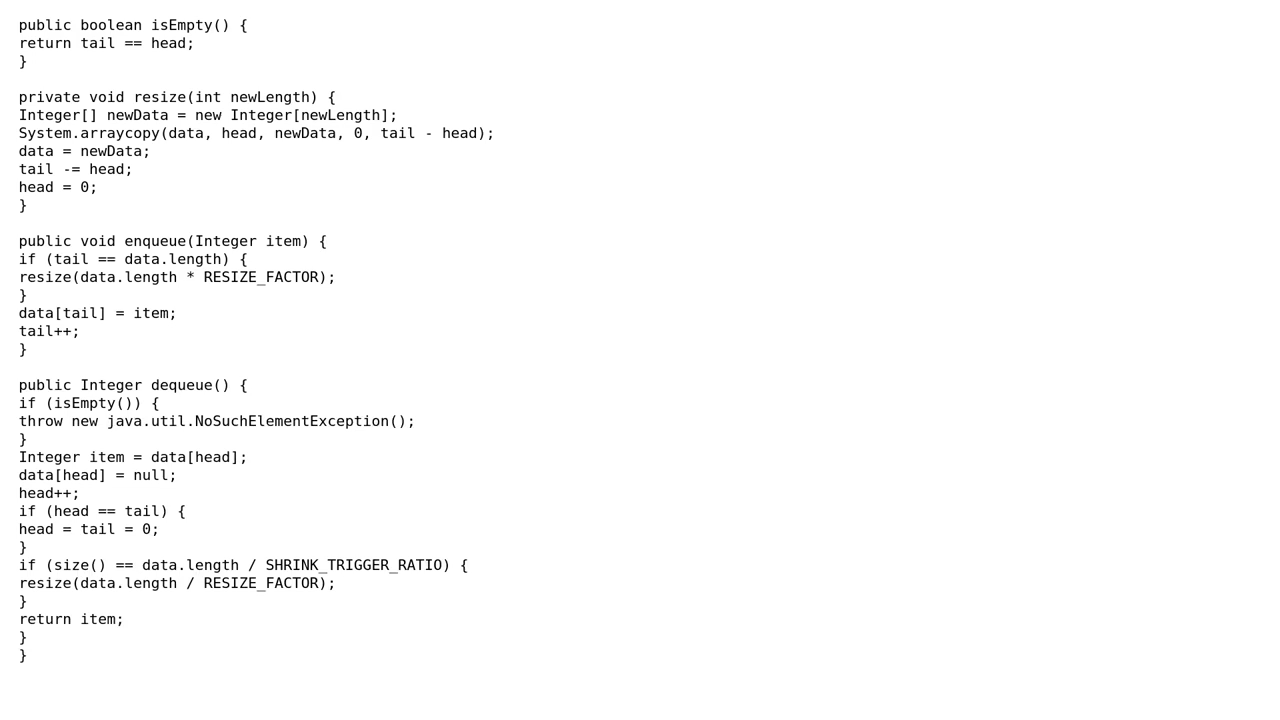 public boolean isEmpty() {
return tail == head;
}

private void resize(int newLength) {
Integer[] newData = new Integer[newLength];
System.arraycopy(data, head, newData, 0, tail - head);
data = newData;
tail -= head;
head = 0;
}

public void enqueue(Integer item) {
if (tail == data.length) {
resize(data.length * RESIZE_FACTOR);
}
data[tail] = item;
tail++;
}

public Integer dequeue() {
if (isEmpty()) {
throw new java.util.NoSuchElementException();
}
Integer item = data[head];
data[head] = null;
head++;
if (head == tail) {
head = tail = 0;
}
if (size() == data.length / SHRINK_TRIGGER_RATIO) {
resize(data.length / RESIZE_FACTOR);
}
return item;
}
}